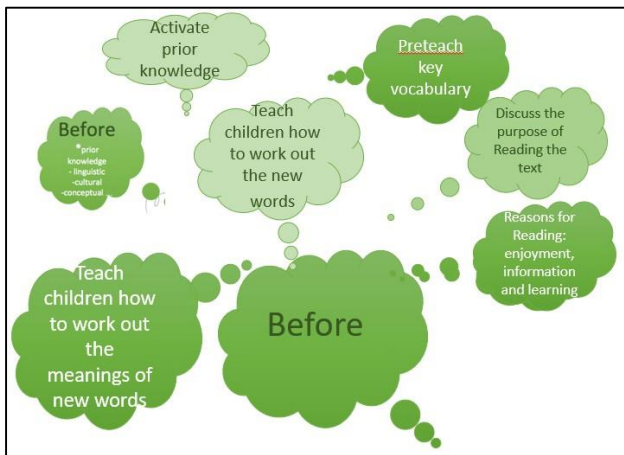 Activate
prior
knowledge
Preteach
key
vocabulary
Before
*prior
knowledge
- linguistic
-cultural
-conceptual
Teach
children how
to work out
the new
words
Discuss the
purpose of
Reading the
text
Reasons for
Reading:
enjoyment,
information
and learning
Teach
children how
to work out
the
meanings of
new words
Before